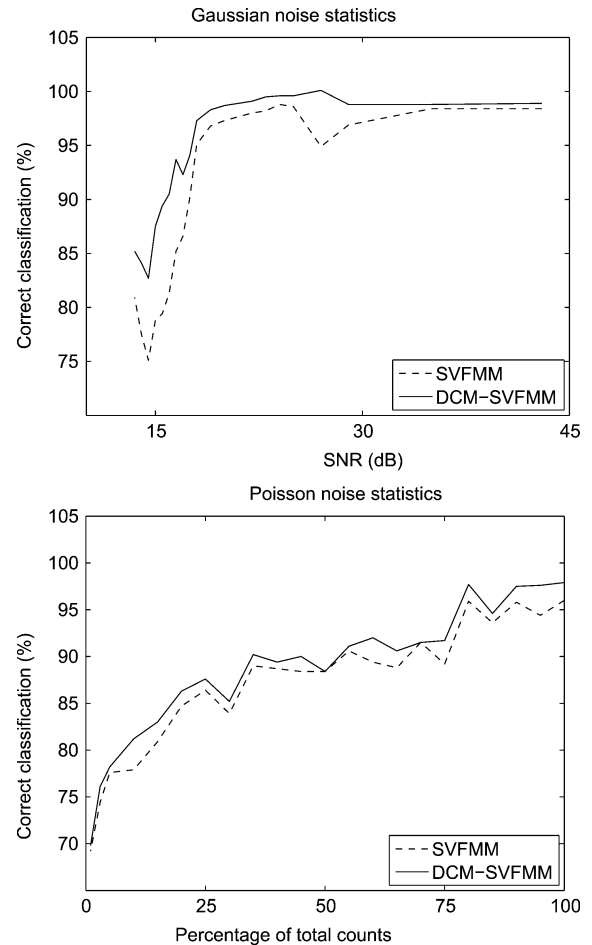 Gaussian noise statistics
105
100
95
90
85
80
75
Correct classification (%)
SVFMM
DCM−SVFMM
15
30
45
SNR (dB)
Poisson noise statistics
105
100
95
90
85
80
75
70
Correct classification (%)
SVFMM
DCM−SVFMM
0
25
50
75
100
Percentage of total counts